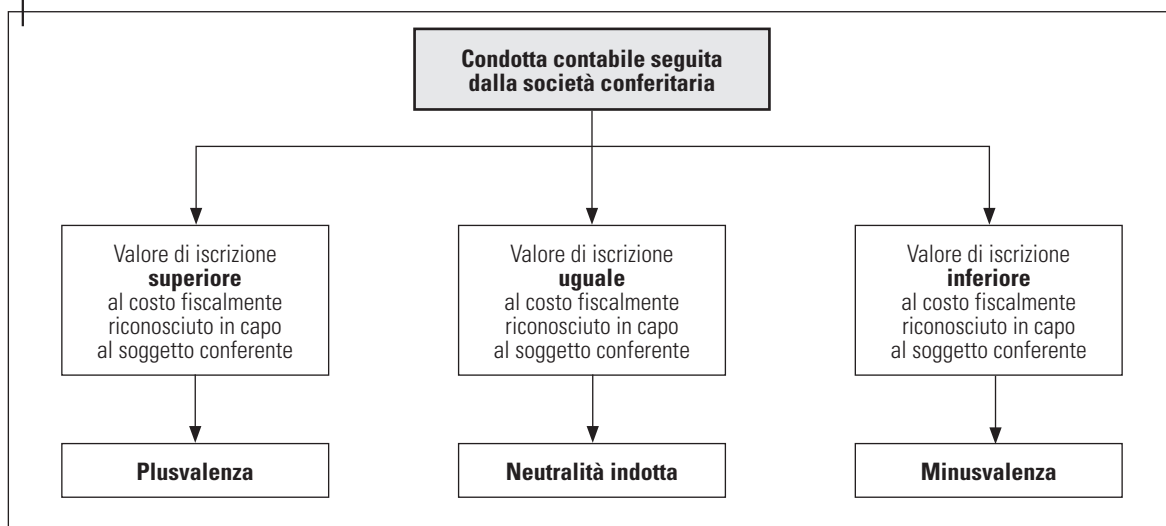 Condotta contabile seguita
dalla società conferitaria
Valore di iscrizione
superiore
al costo fiscalmente
riconosciuto in capo
al soggetto conferente
Valore di iscrizione
uguale
al costo fiscalmente
riconosciuto in capo
al soggetto conferente
Valore di iscrizione
inferiore
al costo fiscalmente
riconosciuto in capo
al soggetto conferente
Plusvalenza
Neutralità indotta
Minusvalenza